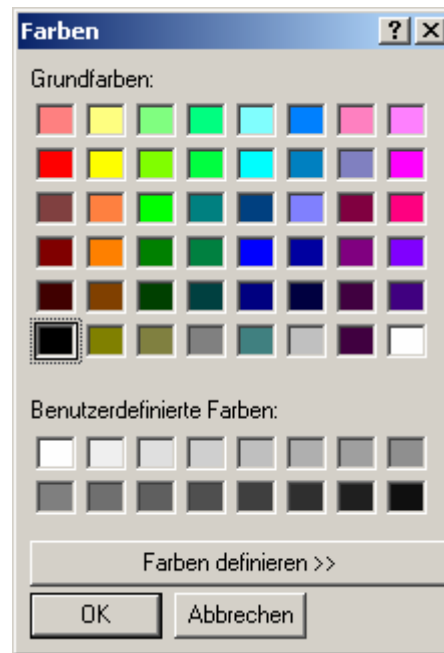 Farben
Grundfarben:
Benutzerdefinierte Farben:
Farben definieren >>
OK Abbrechen